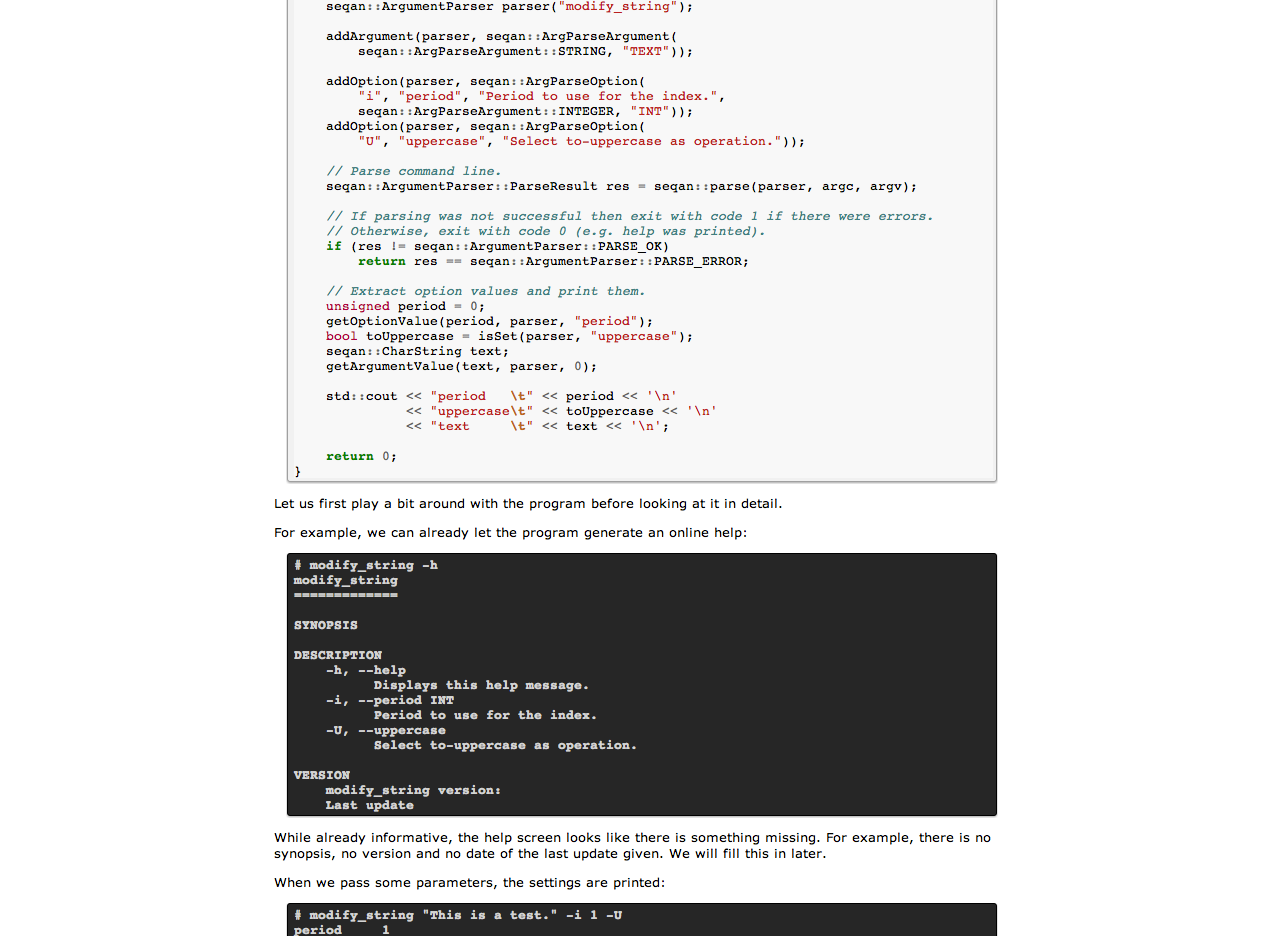 seqan::ArgumentParser parser("modify_string");

    addArgument(parser, seqan::ArgParseArgument(
        seqan::ArgParseArgument::STRING, "TEXT"));

    addOption(parser, seqan::ArgParseOption(
        "i", "period", "Period to use for the index.",
        seqan::ArgParseArgument::INTEGER, "INT"));
    addOption(parser, seqan::ArgParseOption(
        "U", "uppercase", "Select to-uppercase as operation."));

    // Parse command line.
    seqan::ArgumentParser::ParseResult res = seqan::parse(parser, argc, argv);

    // If parsing was not successful then exit with code 1 if there were errors.
    // Otherwise, exit with code 0 (e.g. help was printed).
    if (res != seqan::ArgumentParser::PARSE_OK)
        return res == seqan::ArgumentParser::PARSE_ERROR;

    // Extract option values and print them.
    unsigned period = 0;
    getOptionValue(period, parser, "period");
    bool toUppercase = isSet(parser, "uppercase");
    seqan::CharString text;
    getArgumentValue(text, parser, 0);

    std::cout << "period   \t" << period << '\n'
              << "uppercase\t" << toUppercase << '\n'
              << "text     \t" << text << '\n';

    return 0;
}
Let us first play a bit around with the program before looking at it in detail.
For example, we can already let the program generate an online help:
# modify_string -h
modify_string
=============

SYNOPSIS

DESCRIPTION
    -h, --help
          Displays this help message.
    -i, --period INT
          Period to use for the index.
    -U, --uppercase
          Select to-uppercase as operation.

VERSION
    modify_string version:
    Last update
While already informative, the help screen looks like there is something missing. For example, there is no
synopsis, no version and no date of the last update given. We will fill this in later.
When we pass some parameters, the settings are printed:
# modify_string "This is a test." -i 1 -U
period     1